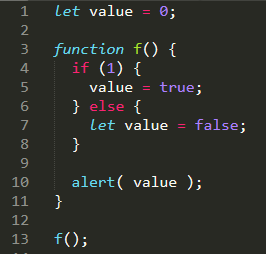 1 let value = 0;
2
3 function f() {
4   if (1) {
5     value = true;
6   } else {
7     let value = false;
8   }
9
10   alert( value );
11 }
12
13 f();